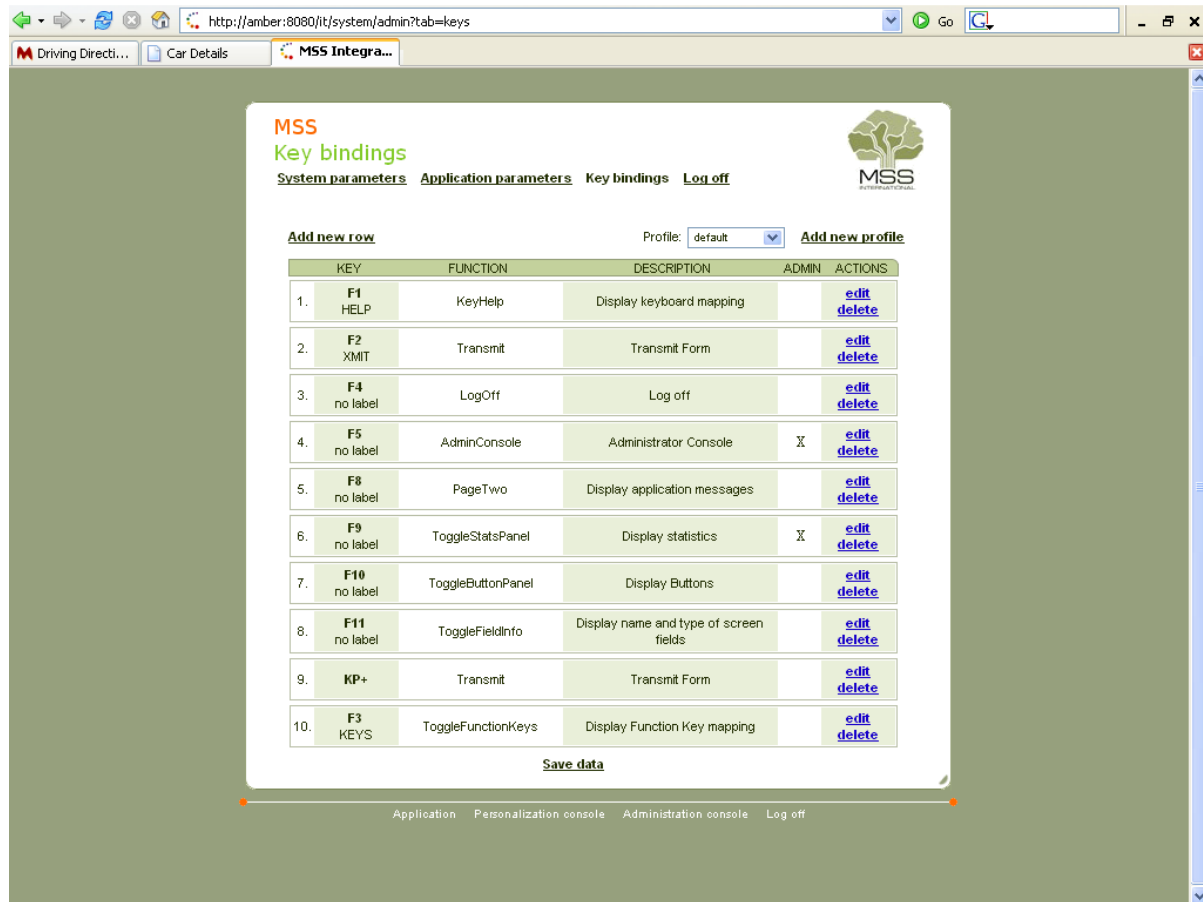 http://amber:8080/it/system/admin?tab=keys Go G
Driving Directi... Car Details MSS Integra...
MSS
Key bindings
MSS
INTERNATIONAL
System parameters Application parameters Key bindings Log off
Add new row Profile: default Add new profile
KEY FUNCTION DESCRIPTION ADMIN ACTIONS
1. F1 HELP KeyHelp Display keyboard mapping edit delete
2. F2 XMIT Transmit Transmit Form edit delete
3. F4 no label LogOff Log off edit delete
4. F5 no label AdminConsole Administrator Console X edit delete
5. F8 no label PageTwo Display application messages edit delete
6. F9 no label ToggleStatsPanel Display statistics X edit delete
7. F10 no label ToggleButtonPanel Display Buttons edit delete
8. F11 no label ToggleFieldInfo Display name and type of screen fields edit delete
9. KP+ Transmit Transmit Form edit delete
10. F3 KEYS ToggleFunctionKeys Display Function Key mapping edit delete
Save data
Application Personalization console Administration console Log off